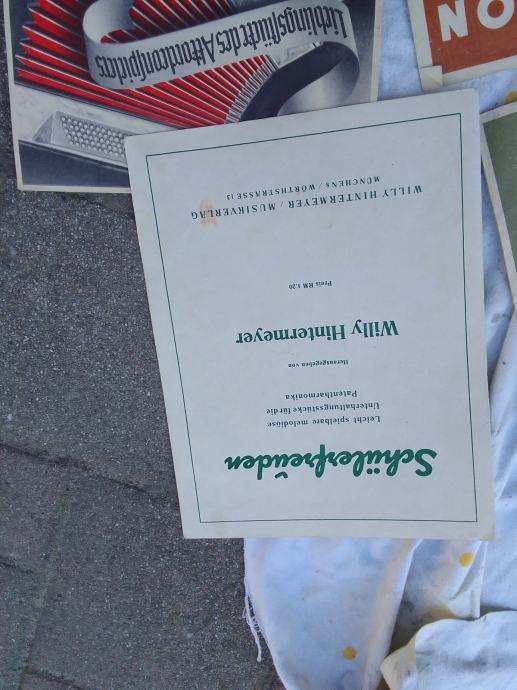 Schülerfreuden
Leicht spielbare melodiöse
Unterhaltungsstücke für die
Patentharmonika
Herausgegeben von
Willy Hintermeyer
Preis RM 1.20
WILLY HINTERMEYER / MUSIKVERLAG
MÜNCHEN 8 / WÖRTHSTRASSE 13
Lieblingsstücke des Akkordeonspielers
NO